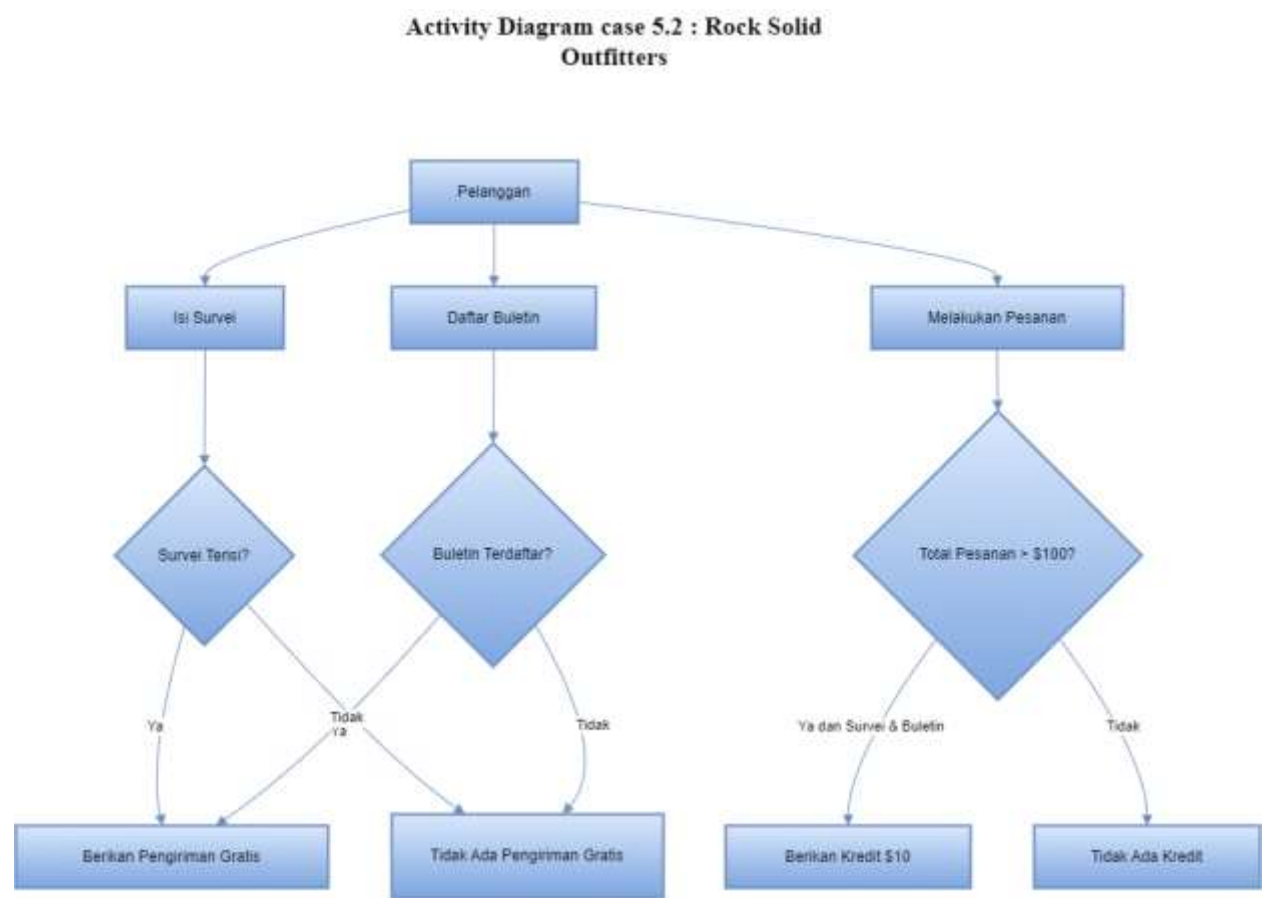 Activity Diagram case 5.2 : Rock Solid
Outfitters
Pelanggan
Isi Survei
Daftar Buletin
Melakukan Pesanan
Survei Terisi?
Buletin Terdaftar?
Total Pesanan > $100?
Ya
Tidak
Ya
Tidak
Ya dan Survei & Buletin
Tidak
Berikan Pengiriman Gratis
Tidak Ada Pengiriman Gratis
Berikan Kredit $10
Tidak Ada Kredit